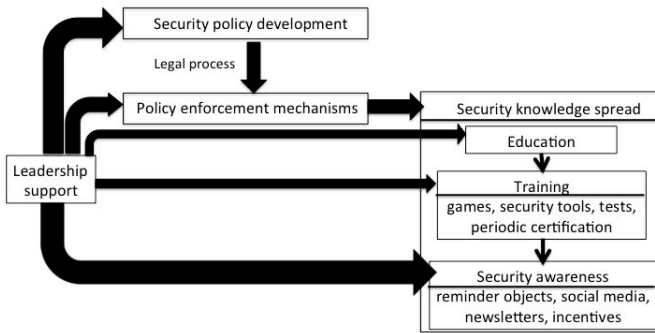 Security policy development
Legal process
Policy enforcement mechanisms
Security knowledge spread
Education
Leadership
support
Training
games, security tools, tests,
periodic certification
Security awareness
reminder objects, social media,
newsletters, incentives